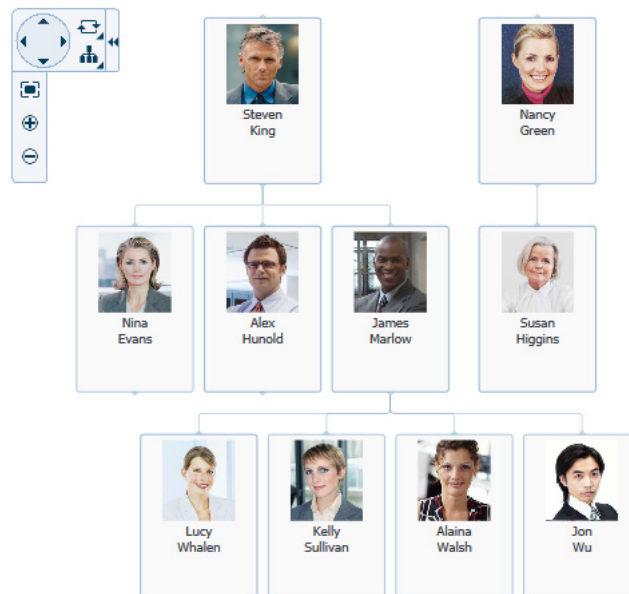 Steven
King
Nancy
Green
Nina
Evans
Alex
Hunold
James
Marlow
Susan
Higgins
Lucy
Whalen
Kelly
Sullivan
Alaina
Walsh
Jon
Wu